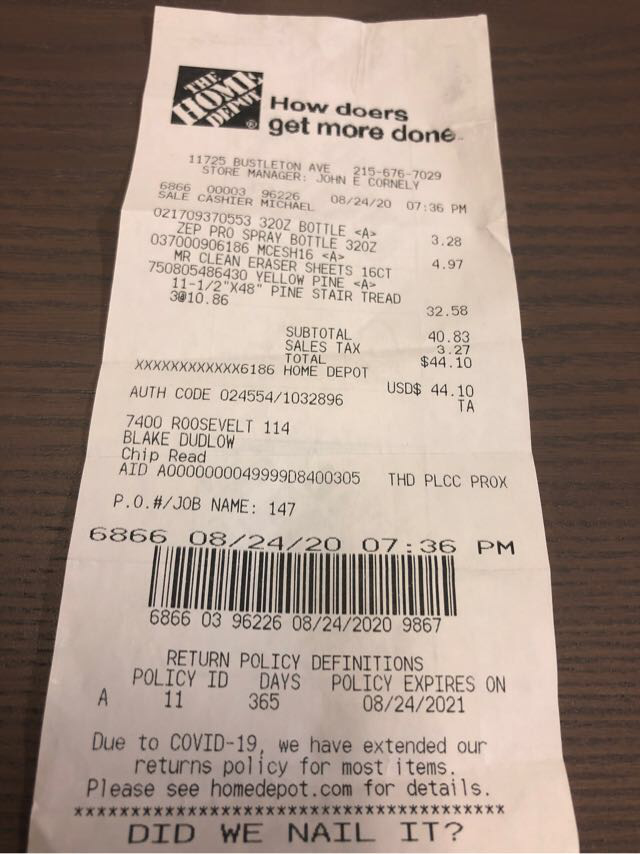 THE
HOME
DEPOT
®
How doers
get more done™
11725 BUSTLETON AVE 215-676-7029
STORE MANAGER: JOHN E CORNELY
6866 00003 96226 08/24/20 07:36 PM
SALE CASHIER MICHAEL
021709370553 32OZ BOTTLE <A>
ZEP PRO SPRAY BOTTLE 32OZ 3.28
037000906186 MCESH16 <A>
MR CLEAN ERASER SHEETS 16CT 4.97
750805486430 YELLOW PINE <A>
11-1/2"X48" PINE STAIR TREAD
3@10.86 32.58
SUBTOTAL 40.83
SALES TAX 3.27
TOTAL $44.10
XXXXXXXXXXXX6186 HOME DEPOT
USD$ 44.10
AUTH CODE 024554/1032896 TA
7400 ROOSEVELT 114
BLAKE DUDLOW
Chip Read
AID A0000000049999D8400305 THD PLCC PROX
P.O.#/JOB NAME: 147
6866 08/24/20 07:36 PM
6866 03 96226 08/24/2020 9867
RETURN POLICY DEFINITIONS
POLICY ID DAYS POLICY EXPIRES ON
A 11 365 08/24/2021
Due to COVID-19, we have extended our
returns policy for most items.
Please see homedepot.com for details.
*****************************************
DID WE NAIL IT?